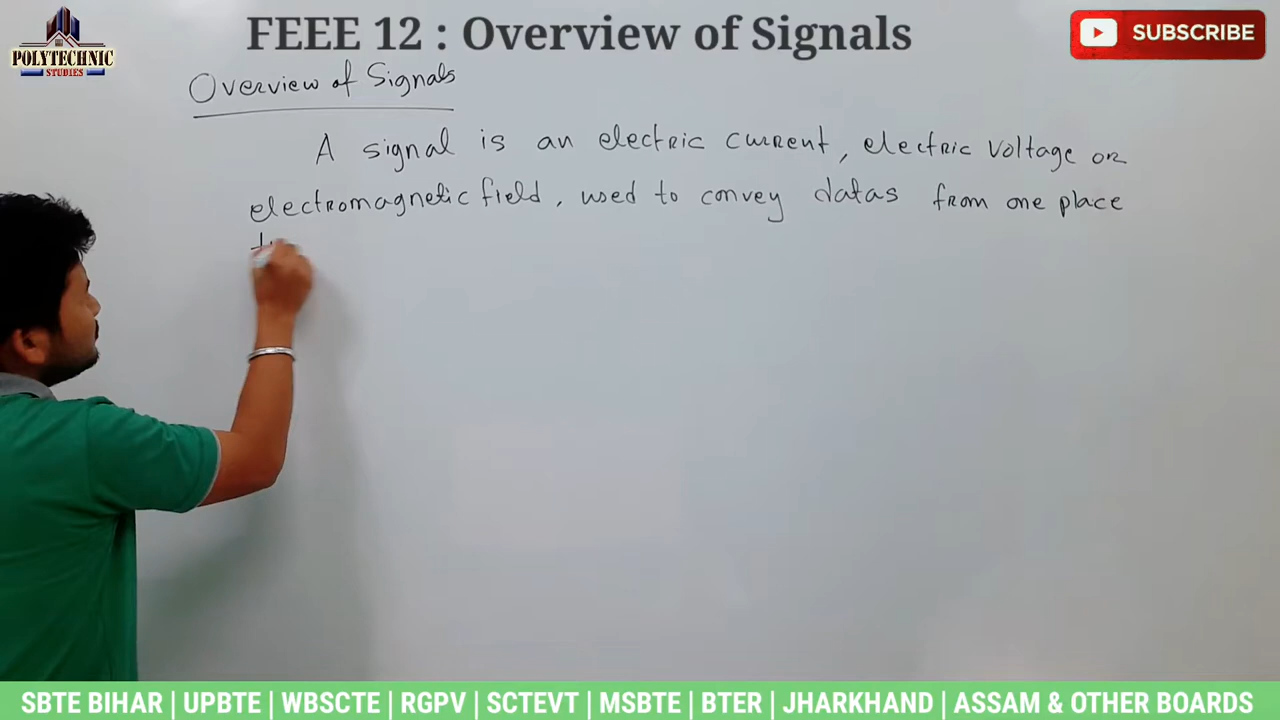 FEEE 12 : Overview of Signals
SUBSCRIBE
POLYTECHNIC
STUDIES
Overview of Signals
A signal is an electric current, electric voltage or
electromagnetic field, used to convey datas from one place
SBTE BIHAR | UPBTE | WBSCTE | RGPV | SCTEVT | MSBTE | BTER | JHARKHAND | ASSAM & OTHER BOARDS